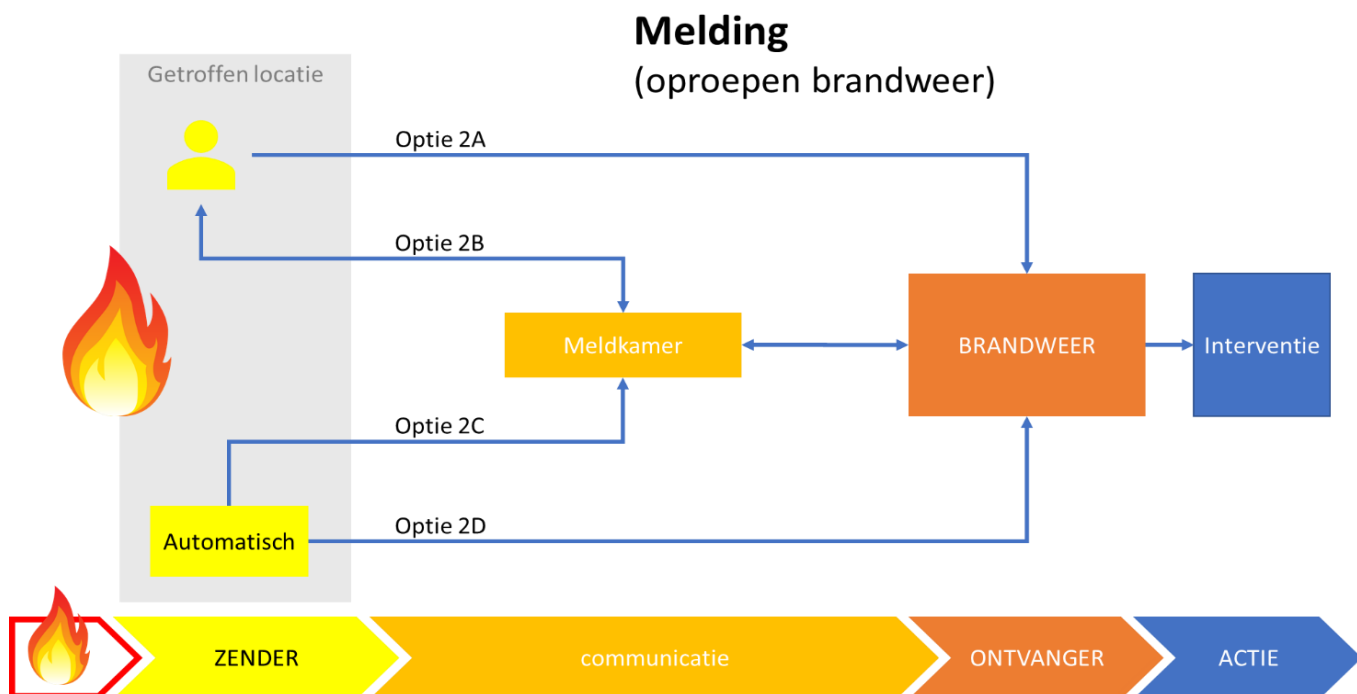 Melding
(oproepen brandweer)
Getroffen locatie
Optie 2A
Optie 2B
Meldkamer
BRANDWEER
Interventie
Optie 2C
Automatisch
Optie 2D
ZENDER
communicatie
ONTVANGER
ACTIE